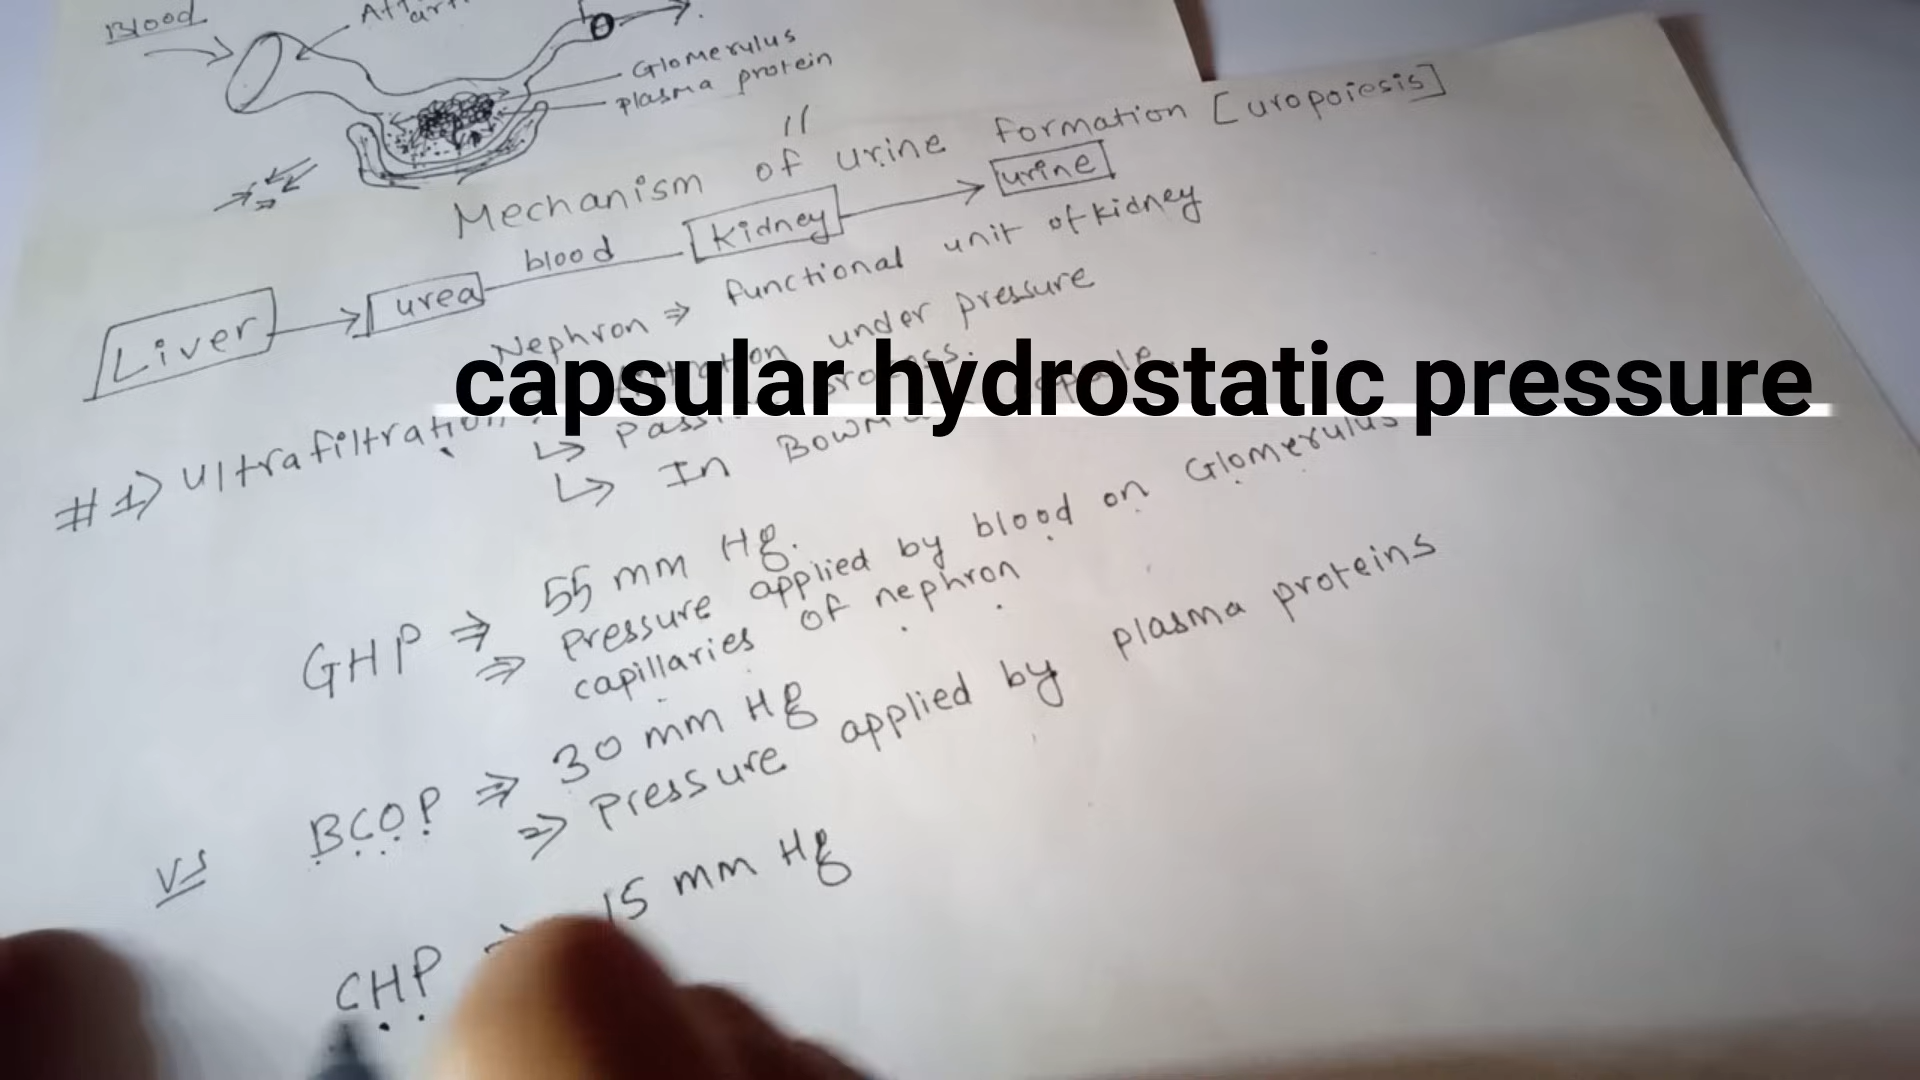 Blood
Glomerulus
plasma protein
Mechanism of urine formation [uropoiesis]
Liver → urea blood Kidney → urine
Nephron ⇒ functional unit of kidney
capsular hydrostatic pressure
#1) Ultrafiltration under pressure
↳
↳ In
GHP ⇒ 55 mm Hg.
⇒ Pressure applied by blood on Glomerulus
capillaries of nephron
BCOP ⇒ 30 mm Hg
⇒ Pressure applied by plasma proteins
VS
CHP 15 mm Hg